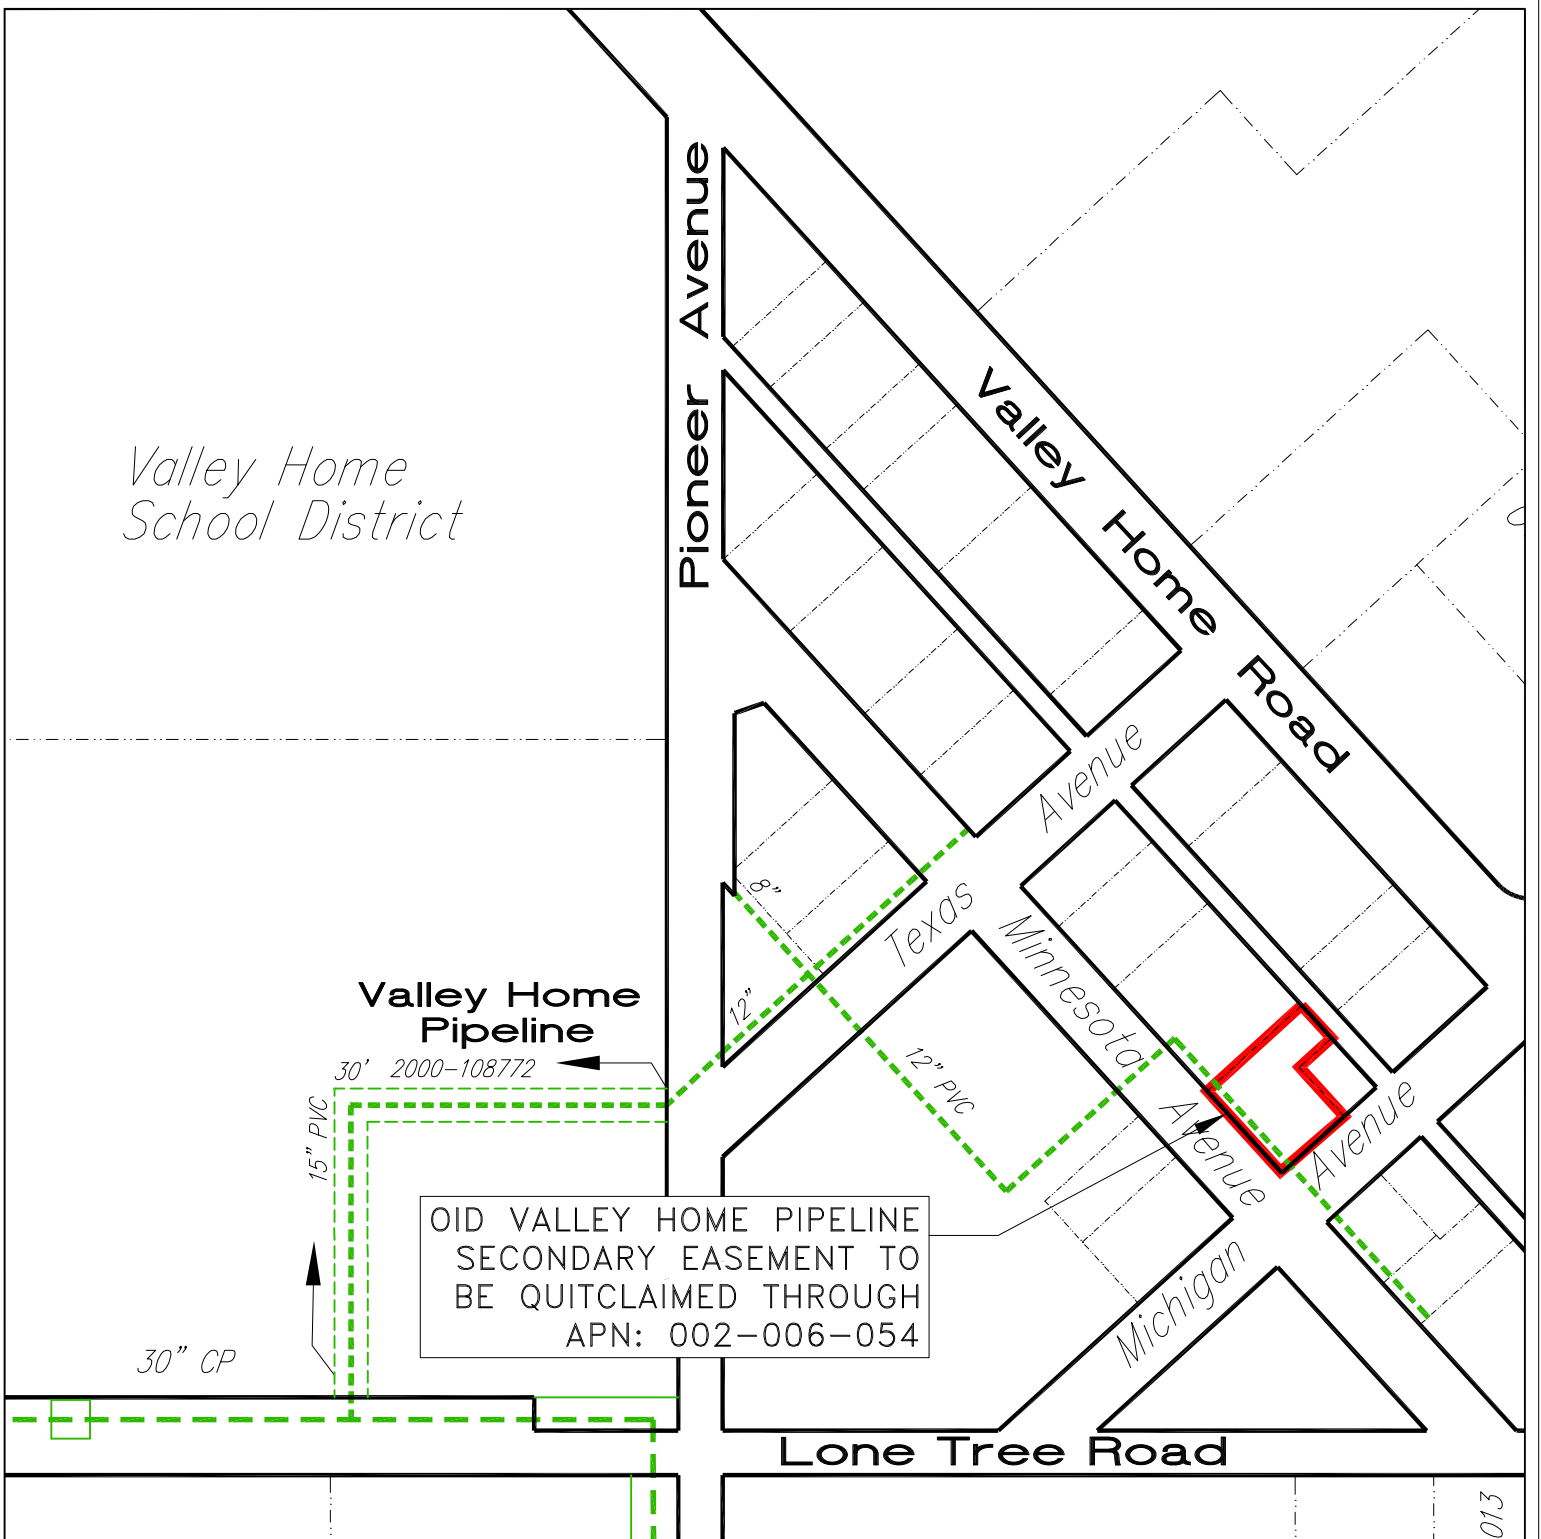 Pioneer Avenue
Valley Home Road
Valley Home
School District
Texas Avenue
Minnesota Avenue
8"
12"
12" PVC
Valley Home
Pipeline
30' 2000-108772
15" PVC
OID VALLEY HOME PIPELINE
SECONDARY EASEMENT TO
BE QUITCLAIMED THROUGH
APN: 002-006-054
Michigan Avenue
30" CP
Lone Tree Road
013